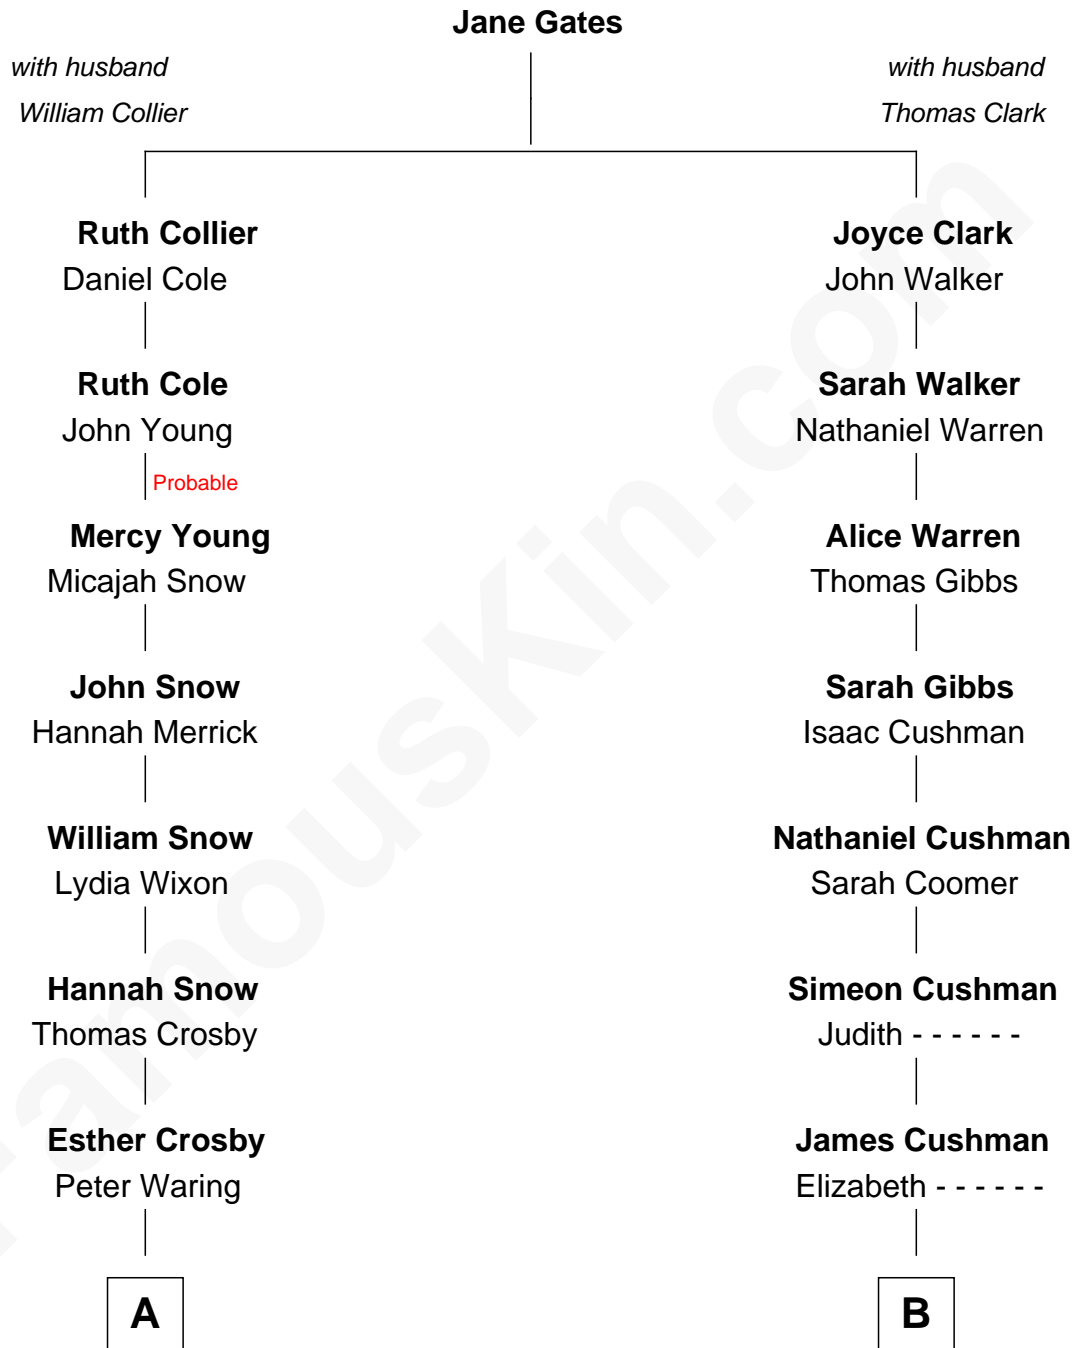 Jane Gates
with husband
William Collier
with husband
Thomas Clark
Ruth Collier
Daniel Cole
Joyce Clark
John Walker
Ruth Cole
John Young
Sarah Walker
Nathaniel Warren
Probable
Mercy Young
Micajah Snow
Alice Warren
Thomas Gibbs
John Snow
Hannah Merrick
Sarah Gibbs
Isaac Cushman
William Snow
Lydia Wixon
Nathaniel Cushman
Sarah Coomer
Hannah Snow
Thomas Crosby
Simeon Cushman
Judith - - - - - -
Esther Crosby
Peter Waring
James Cushman
Elizabeth - - - - - -
A
B
FamousKin.com